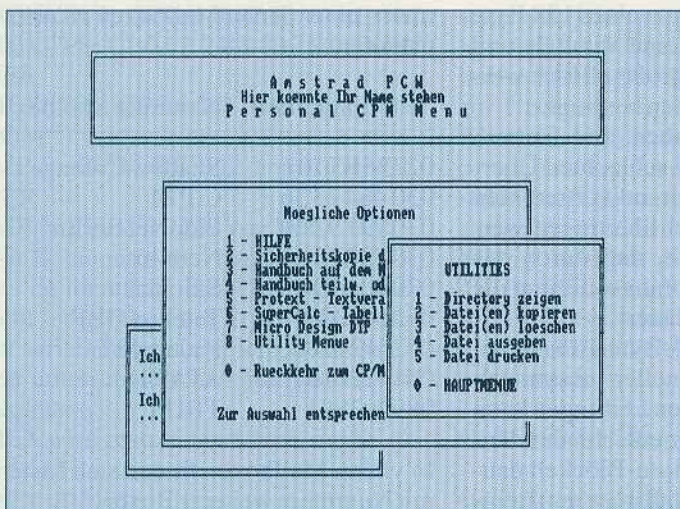 Amstrad PCW
Hier koennte Ihr Name stehen
Personal CPM Menu
Moegliche Optionen
1 - HILFE
2 - Sicherheitskopie d
3 - Handbuch auf dem M
4 - Handbuch teilw. od
5 - Protext - Textvera
6 - SuperCalc - Tabell
7 - Micro Design DTP
8 - Utility Menue
0 - Rueckkehr zum CP/M
Zur Auswahl entsprechen
UTILITIES
1 - Directory zeigen
2 - Datei(en) kopieren
3 - Datei(en) loeschen
4 - Datei ausgeben
5 - Datei drucken
0 - HAUPTMENUE
Ich
...
Ich
...